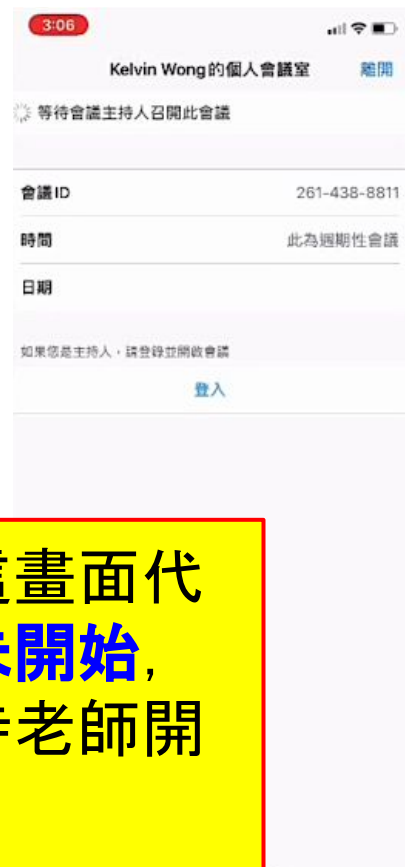 3:06
Kelvin Wong的個人會議室 離開
等待會議主持人召開此會議
會議ID 261-438-8811
時間 此為週期性會議
日期
如果您是主持人，請登錄並開啟會議
登入
這畫面代
未開始,
待老師開